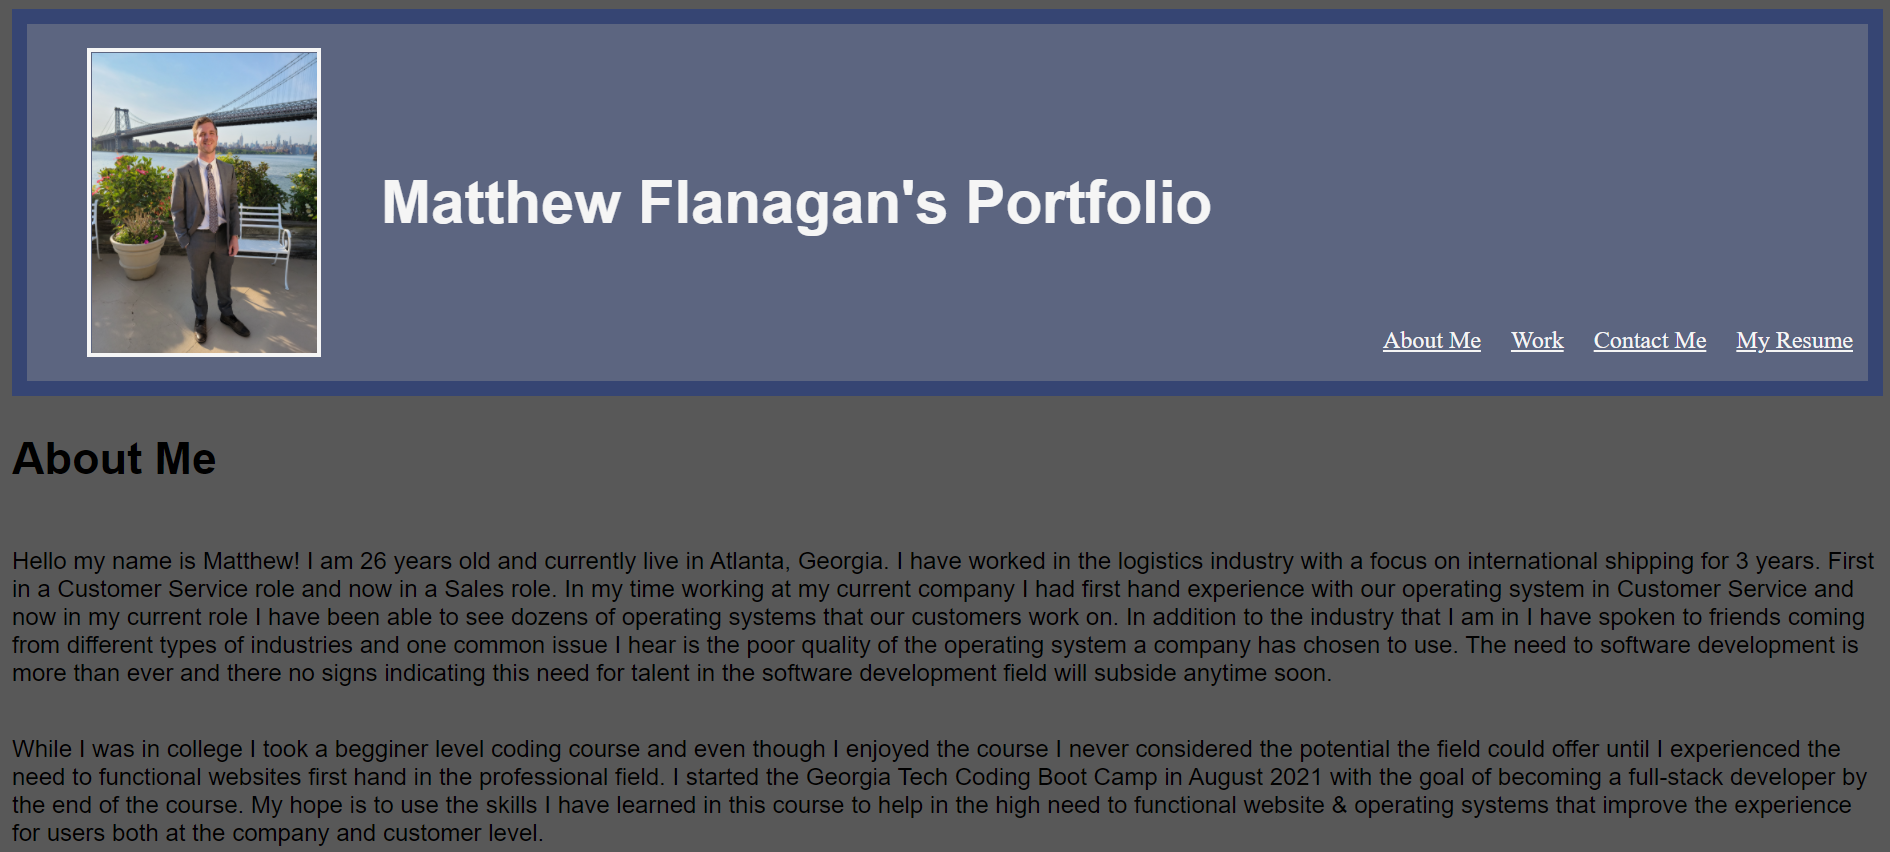 Matthew Flanagan's Portfolio
About Me Work Contact Me My Resume
About Me
Hello my name is Matthew! I am 26 years old and currently live in Atlanta, Georgia. I have worked in the logistics industry with a focus on international shipping for 3 years. First
in a Customer Service role and now in a Sales role. In my time working at my current company I had first hand experience with our operating system in Customer Service and
now in my current role I have been able to see dozens of operating systems that our customers work on. In addition to the industry that I am in I have spoken to friends coming
from different types of industries and one common issue I hear is the poor quality of the operating system a company has chosen to use. The need to software development is
more than ever and there no signs indicating this need for talent in the software development field will subside anytime soon.
While I was in college I took a begginer level coding course and even though I enjoyed the course I never considered the potential the field could offer until I experienced the
need to functional websites first hand in the professional field. I started the Georgia Tech Coding Boot Camp in August 2021 with the goal of becoming a full-stack developer by
the end of the course. My hope is to use the skills I have learned in this course to help in the high need to functional website & operating systems that improve the experience
for users both at the company and customer level.